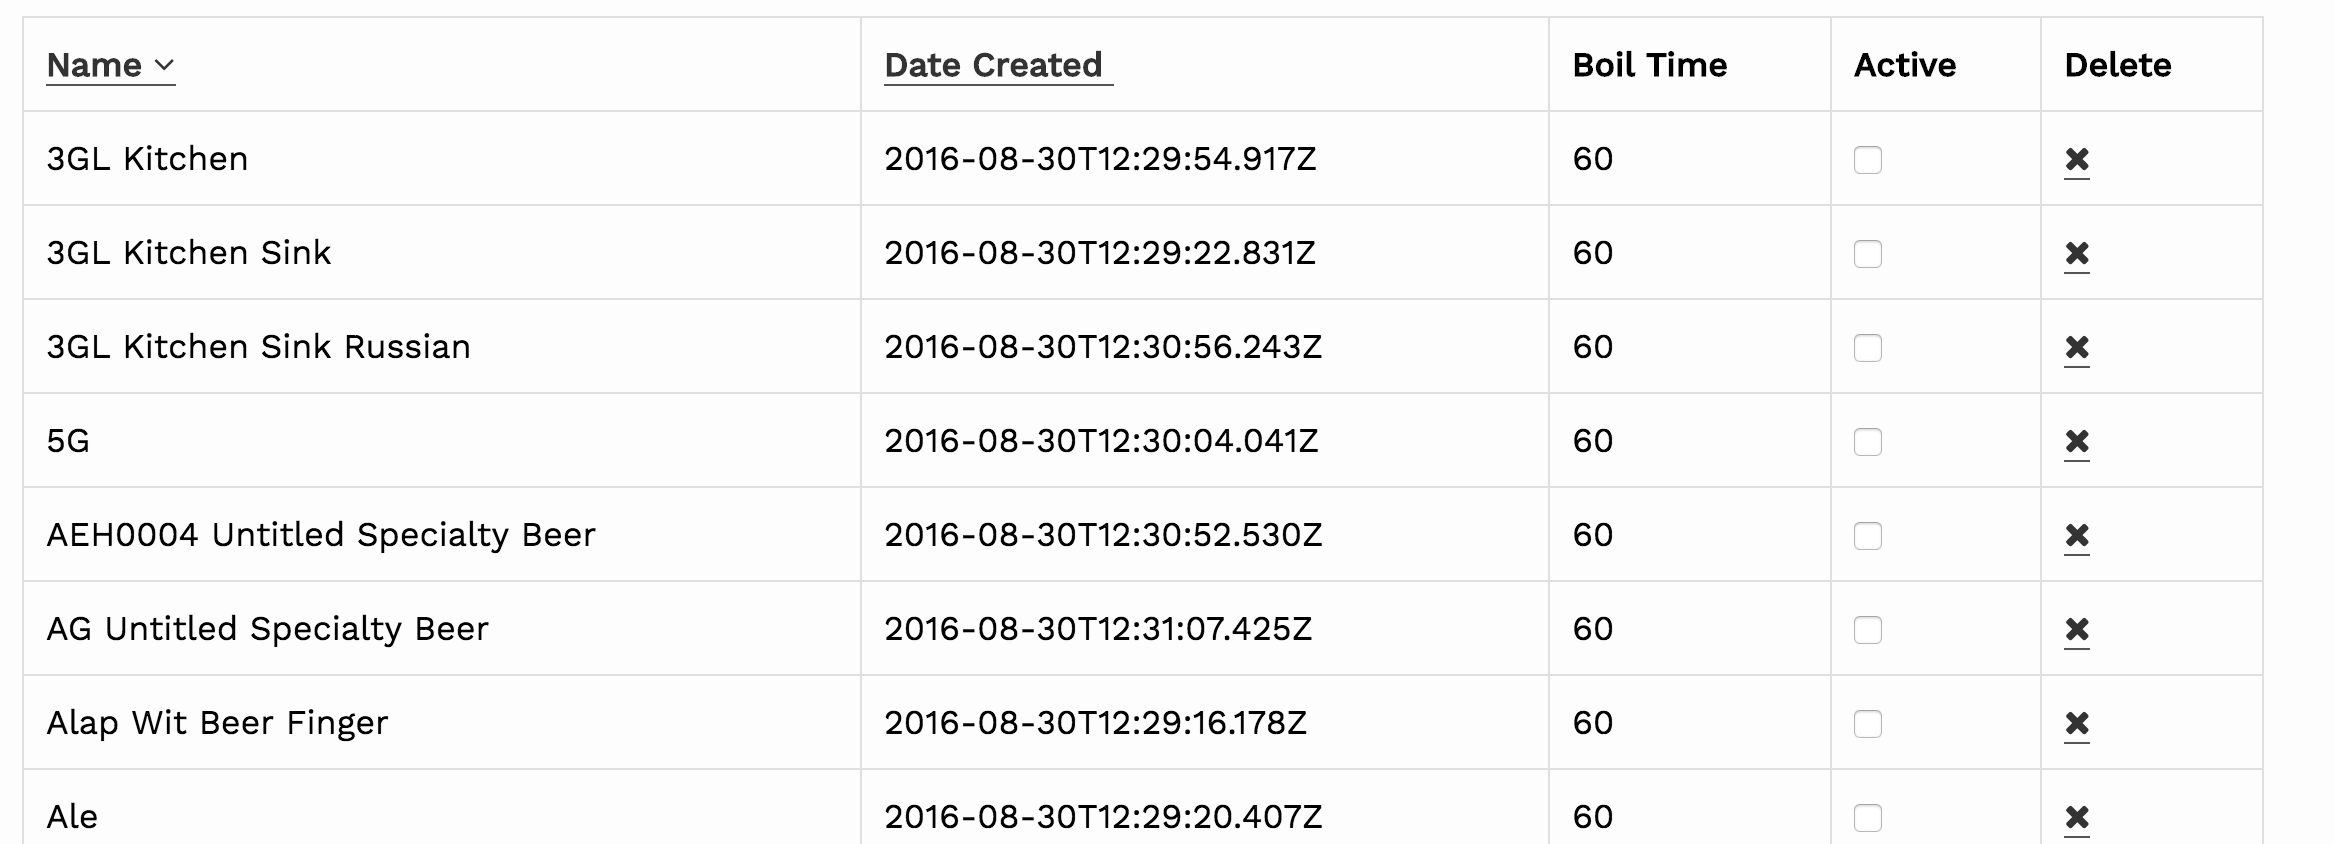 Name Date Created Boil Time Active Delete
3GL Kitchen 2016-08-30T12:29:54.917Z 60
3GL Kitchen Sink 2016-08-30T12:29:22.831Z 60
3GL Kitchen Sink Russian 2016-08-30T12:30:56.243Z 60
5G 2016-08-30T12:30:04.041Z 60
AEH0004 Untitled Specialty Beer 2016-08-30T12:30:52.530Z 60
AG Untitled Specialty Beer 2016-08-30T12:31:07.425Z 60
Alap Wit Beer Finger 2016-08-30T12:29:16.178Z 60
Ale 2016-08-30T12:29:20.407Z 60